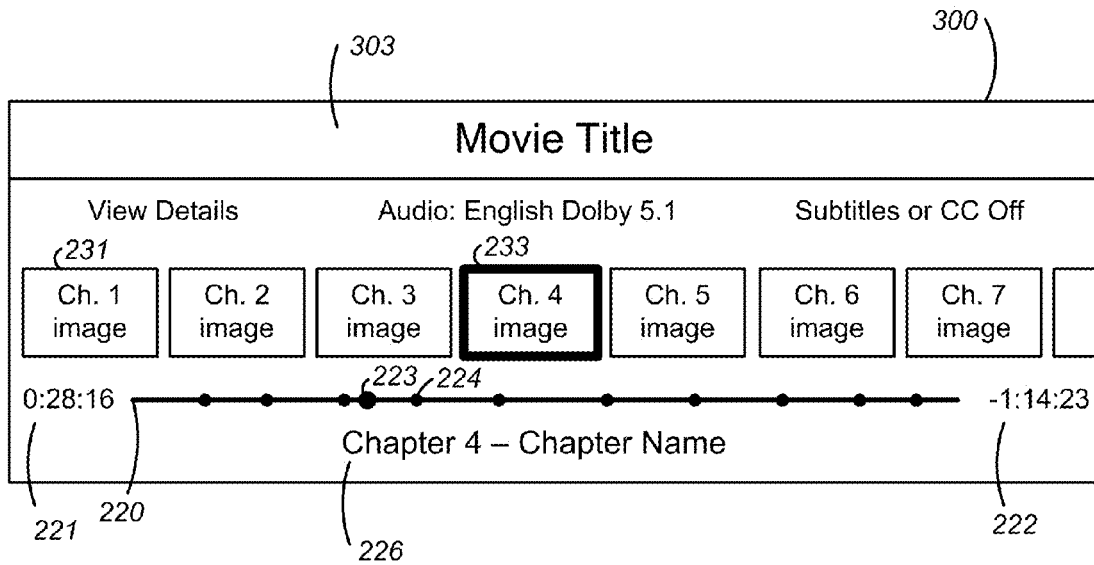 303
300
Movie Title
View Details Audio: English Dolby 5.1 Subtitles or CC Off
231 233
Ch. 1 Ch. 2 Ch. 3 Ch. 4 Ch. 5 Ch. 6 Ch. 7
image image image image image image image
223 224
0:28:16 -1:14:23
Chapter 4 – Chapter Name
221 220 226 222